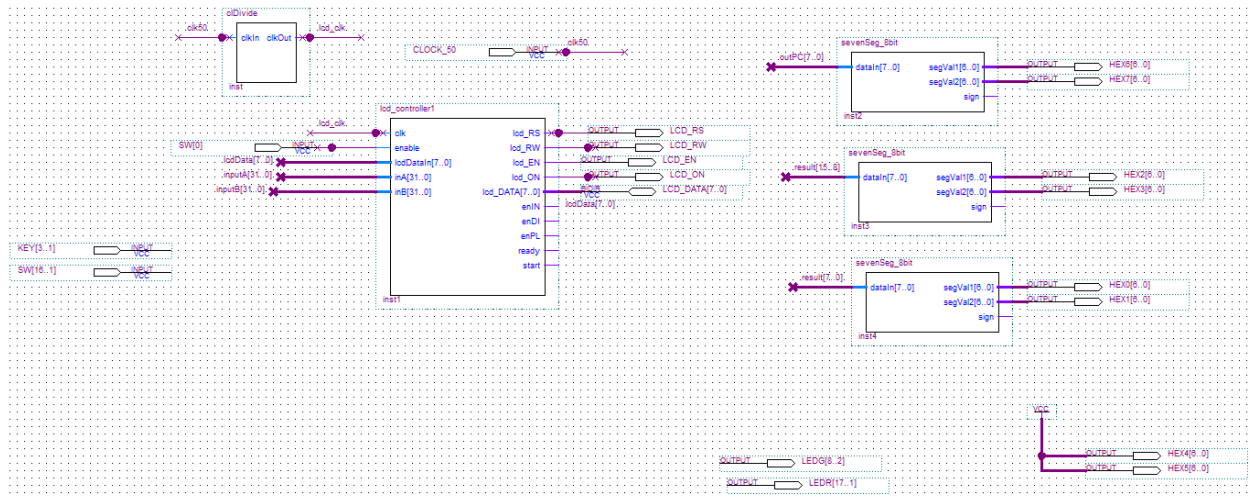 clDivide
clk50
clkIn clkOut
lcd_clk
inst
CLOCK_50
INPUT
VCC
clk50
sevenSeg_8bit
outPC[7..0]
dataIn[7..0]
segVal1[6..0]
segVal2[6..0]
sign
inst2
OUTPUT
HEX6[6..0]
OUTPUT
HEX7[6..0]
lcd_controller1
lcd_clk
clk
SW[0]
INPUT
VCC
enable
lcdData[7..0]
lcdDataIn[7..0]
inputA[31..0]
inA[31..0]
inputB[31..0]
inB[31..0]
lcd_RS
lcd_RW
lcd_EN
lcd_ON
lcd_DATA[7..0]
enIN
enDI
enPL
ready
start
inst1
OUTPUT
LCD_RS
OUTPUT
LCD_RW
OUTPUT
LCD_EN
OUTPUT
LCD_ON
BIDIR
VCC
LCD_DATA[7..0]
lcdData[7..0]
sevenSeg_8bit
result[15..8]
dataIn[7..0]
segVal1[6..0]
segVal2[6..0]
sign
inst3
OUTPUT
HEX2[6..0]
OUTPUT
HEX3[6..0]
KEY[3..1]
INPUT
VCC
SW[16..1]
INPUT
VCC
sevenSeg_8bit
result[7..0]
dataIn[7..0]
segVal1[6..0]
segVal2[6..0]
sign
inst4
OUTPUT
HEX0[6..0]
OUTPUT
HEX1[6..0]
VCC
OUTPUT
HEX4[6..0]
OUTPUT
HEX5[6..0]
OUTPUT
LEDG[8..2]
OUTPUT
LEDR[17..1]